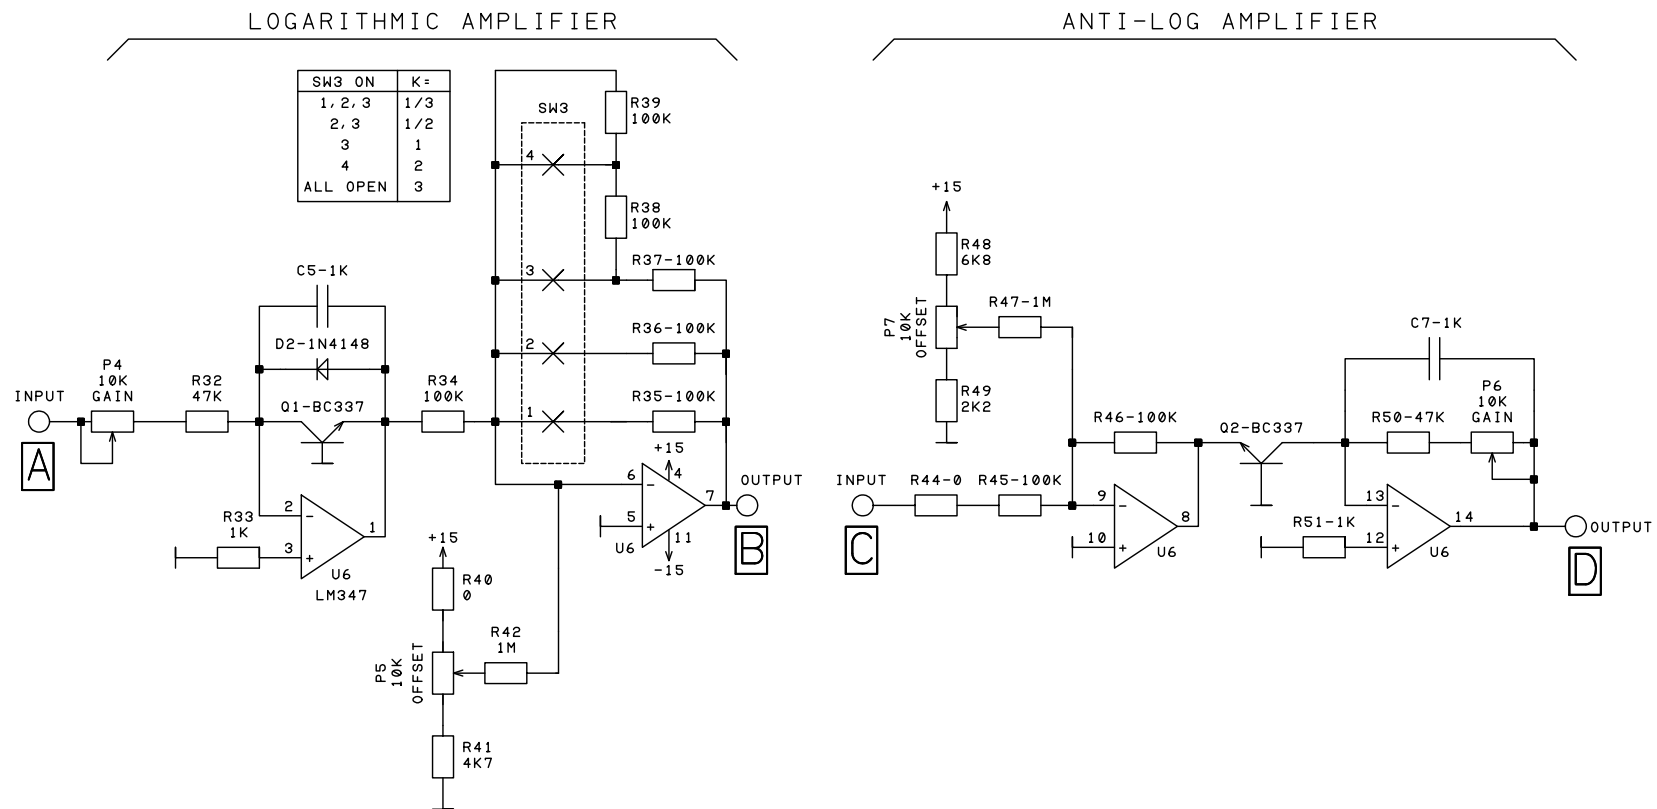 LOGARITHMIC AMPLIFIER
SW3 ON K=
1,2,3 1/3
2,3 1/2
3 1
4 2
ALL OPEN 3
SW3
4
3
2
1
R39
100K
R38
100K
R37-100K
R36-100K
R35-100K
C5-1K
D2-1N4148
Q1-BC337
INPUT
A
P4
10K
GAIN
R32
47K
R34
100K
R33
1K
2
-
3
+
1
U6
LM347
+15
R40
0
P5
10K
OFFSET
R41
4K7
R42
1M
+15
4
6
-
5
+
7
11
U6
-15
OUTPUT
B
ANTI-LOG AMPLIFIER
+15
R48
6K8
P7
10K
OFFSET
R49
2K2
R47-1M
R46-100K
INPUT
C
R44-0
R45-100K
9
-
10
+
8
U6
Q2-BC337
C7-1K
P6
10K
GAIN
R50-47K
R51-1K
13
-
12
+
14
U6
OUTPUT
D